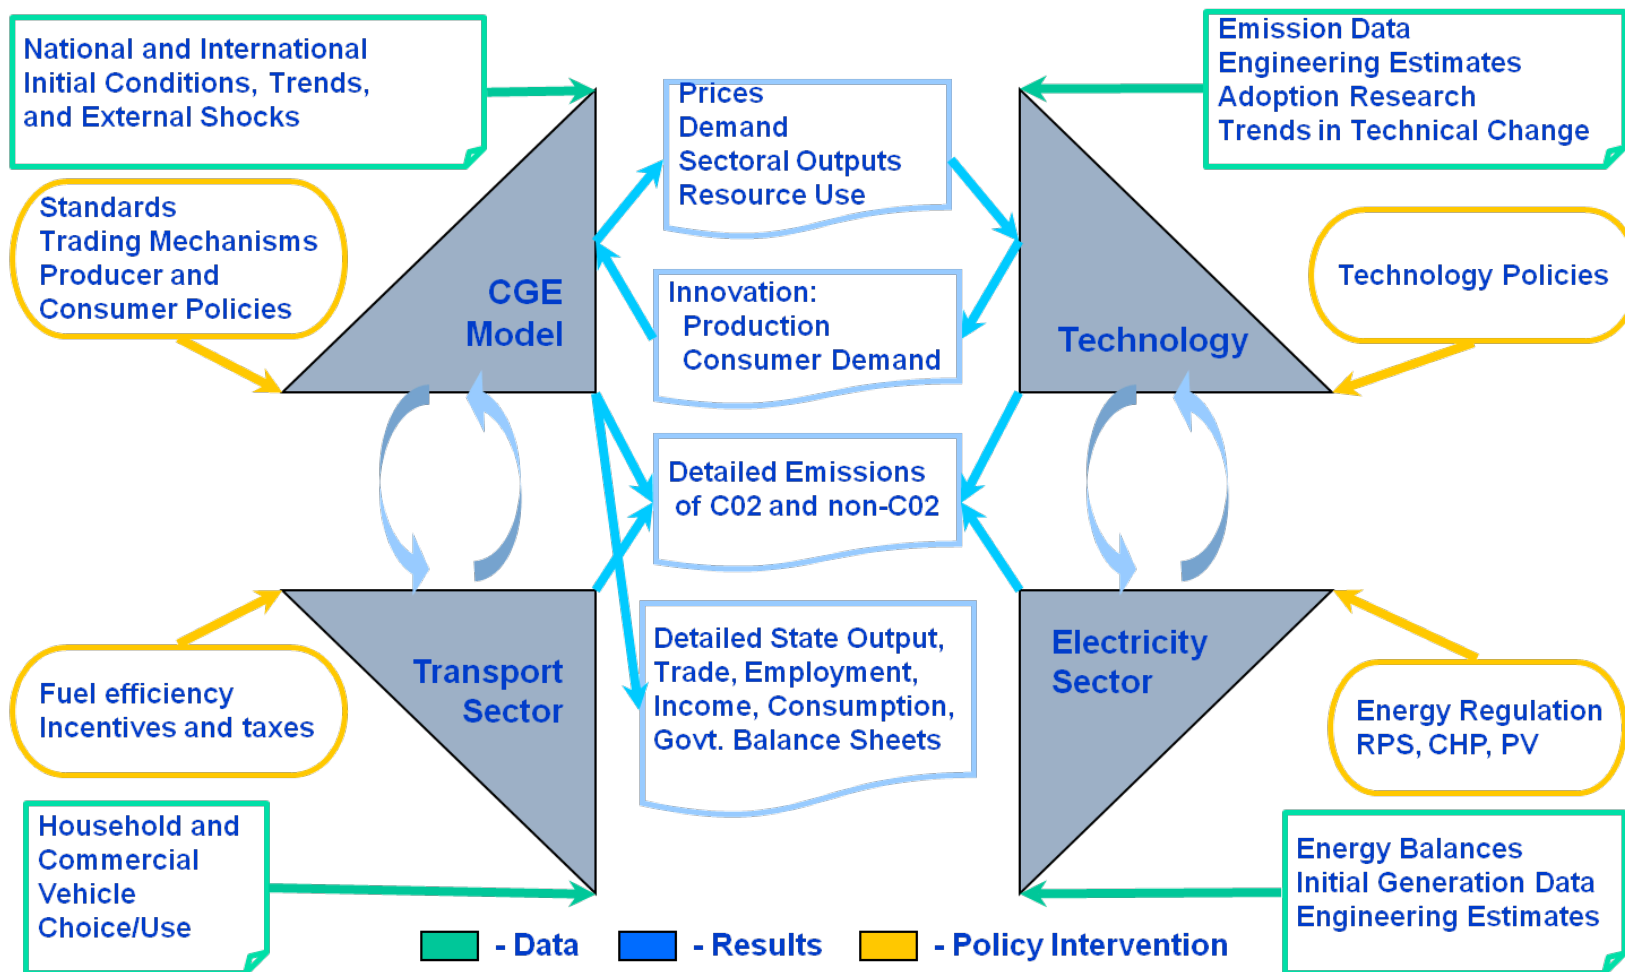 National and International
Initial Conditions, Trends,
and External Shocks
Prices
Demand
Sectoral Outputs
Resource Use
Emission Data
Engineering Estimates
Adoption Research
Trends in Technical Change
Standards
Trading Mechanisms
Producer and
Consumer Policies
CGE
Model
Innovation:
Production
Consumer Demand
Technology
Technology Policies
Detailed Emissions
of C02 and non-C02
Fuel efficiency
Incentives and taxes
Transport
Sector
Detailed State Output,
Trade, Employment,
Income, Consumption,
Govt. Balance Sheets
Electricity
Sector
Energy Regulation
RPS, CHP, PV
Household and
Commercial
Vehicle
Choice/Use
Energy Balances
Initial Generation Data
Engineering Estimates
- Data
- Results
- Policy Intervention